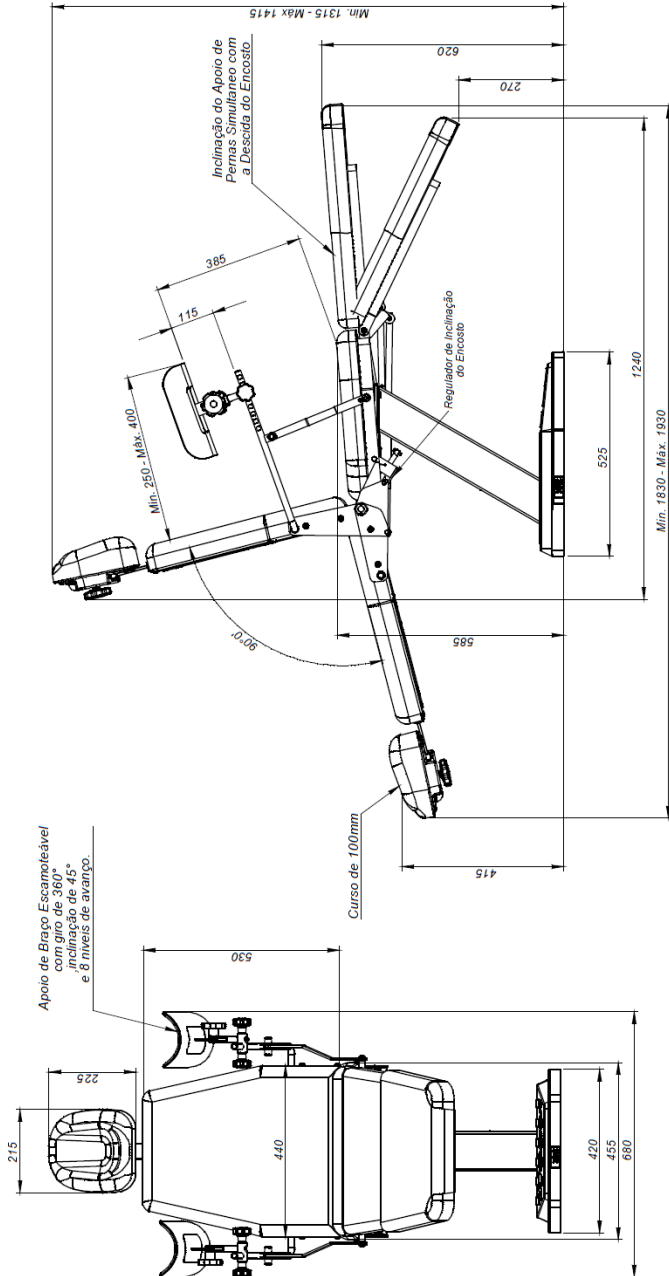 Min. 1315 - Máx 1415
620
270
Inclinação do Apoio de
Pernas Simultaneo com
a Descida do Encosto
385
115
Min. 250 - Máx. 400
Regulador de Inclinação
do Encosto
1240
Min. 1830 - Máx. 1930
525
90°0'
585
Curso de 100mm
415
Apoio de Braço Escamoteável
com giro de 360°
,inclinação de 45°
e 8 níveis de avanço.
530
225
215
440
420
455
680